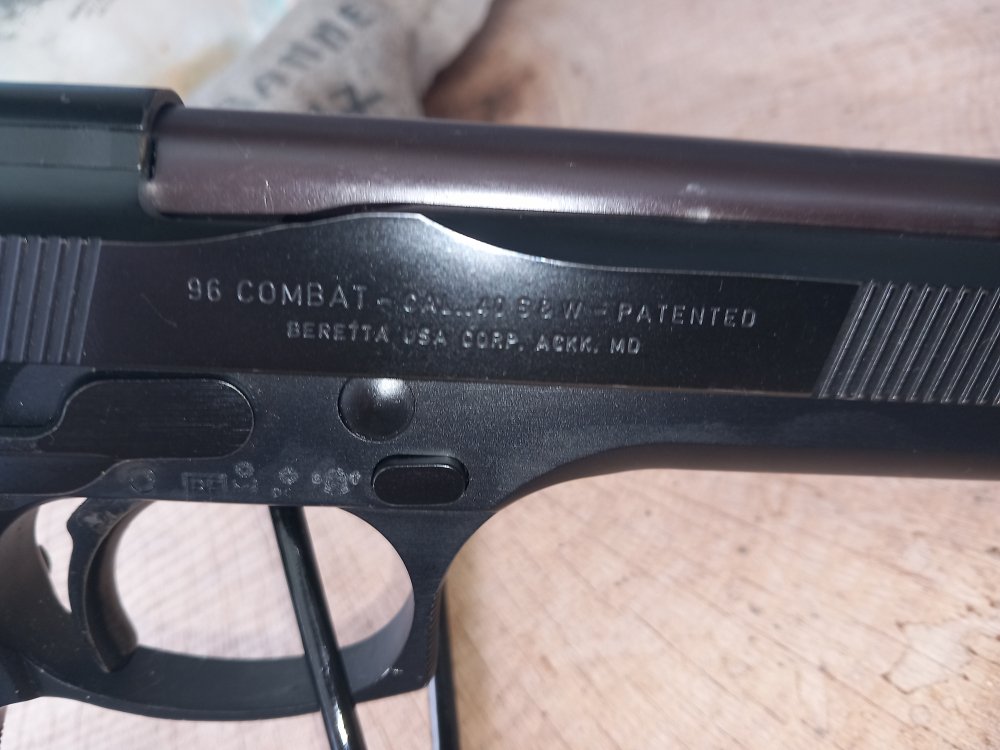 96 COMBAT - CAL. .40 S&W - PATENTED
BERETTA USA CORP. ACKK. MD